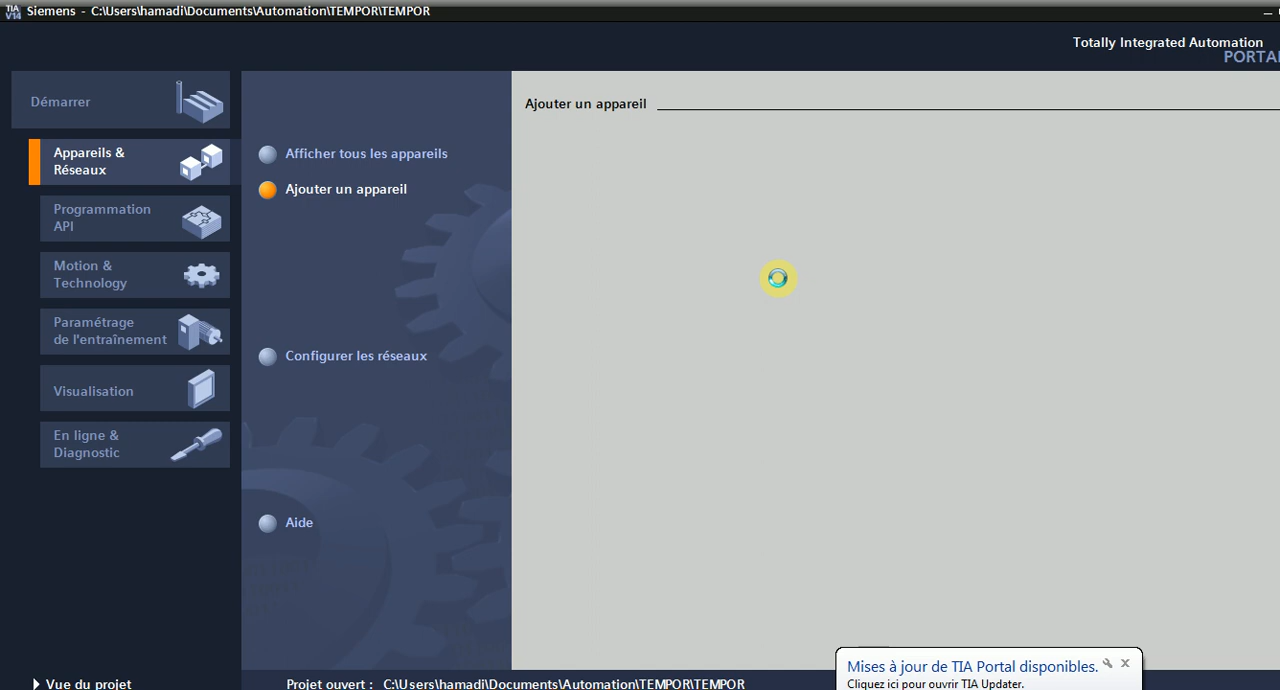 TIA V14 Siemens - C:\Users\hamadi\Documents\Automation\TEMPOR\TEMPOR
Totally Integrated Automation
PORTAL
Démarrer
Appareils &
Réseaux
Programmation
API
Motion &
Technology
Paramétrage
de l'entraînement
Visualisation
En ligne &
Diagnostic
Afficher tous les appareils
Ajouter un appareil
Configurer les réseaux
Aide
Ajouter un appareil
Mises à jour de TIA Portal disponibles.
Cliquez ici pour ouvrir TIA Updater.
Vue du projet
Projet ouvert : C:\Users\hamadi\Documents\Automation\TEMPOR\TEMPOR